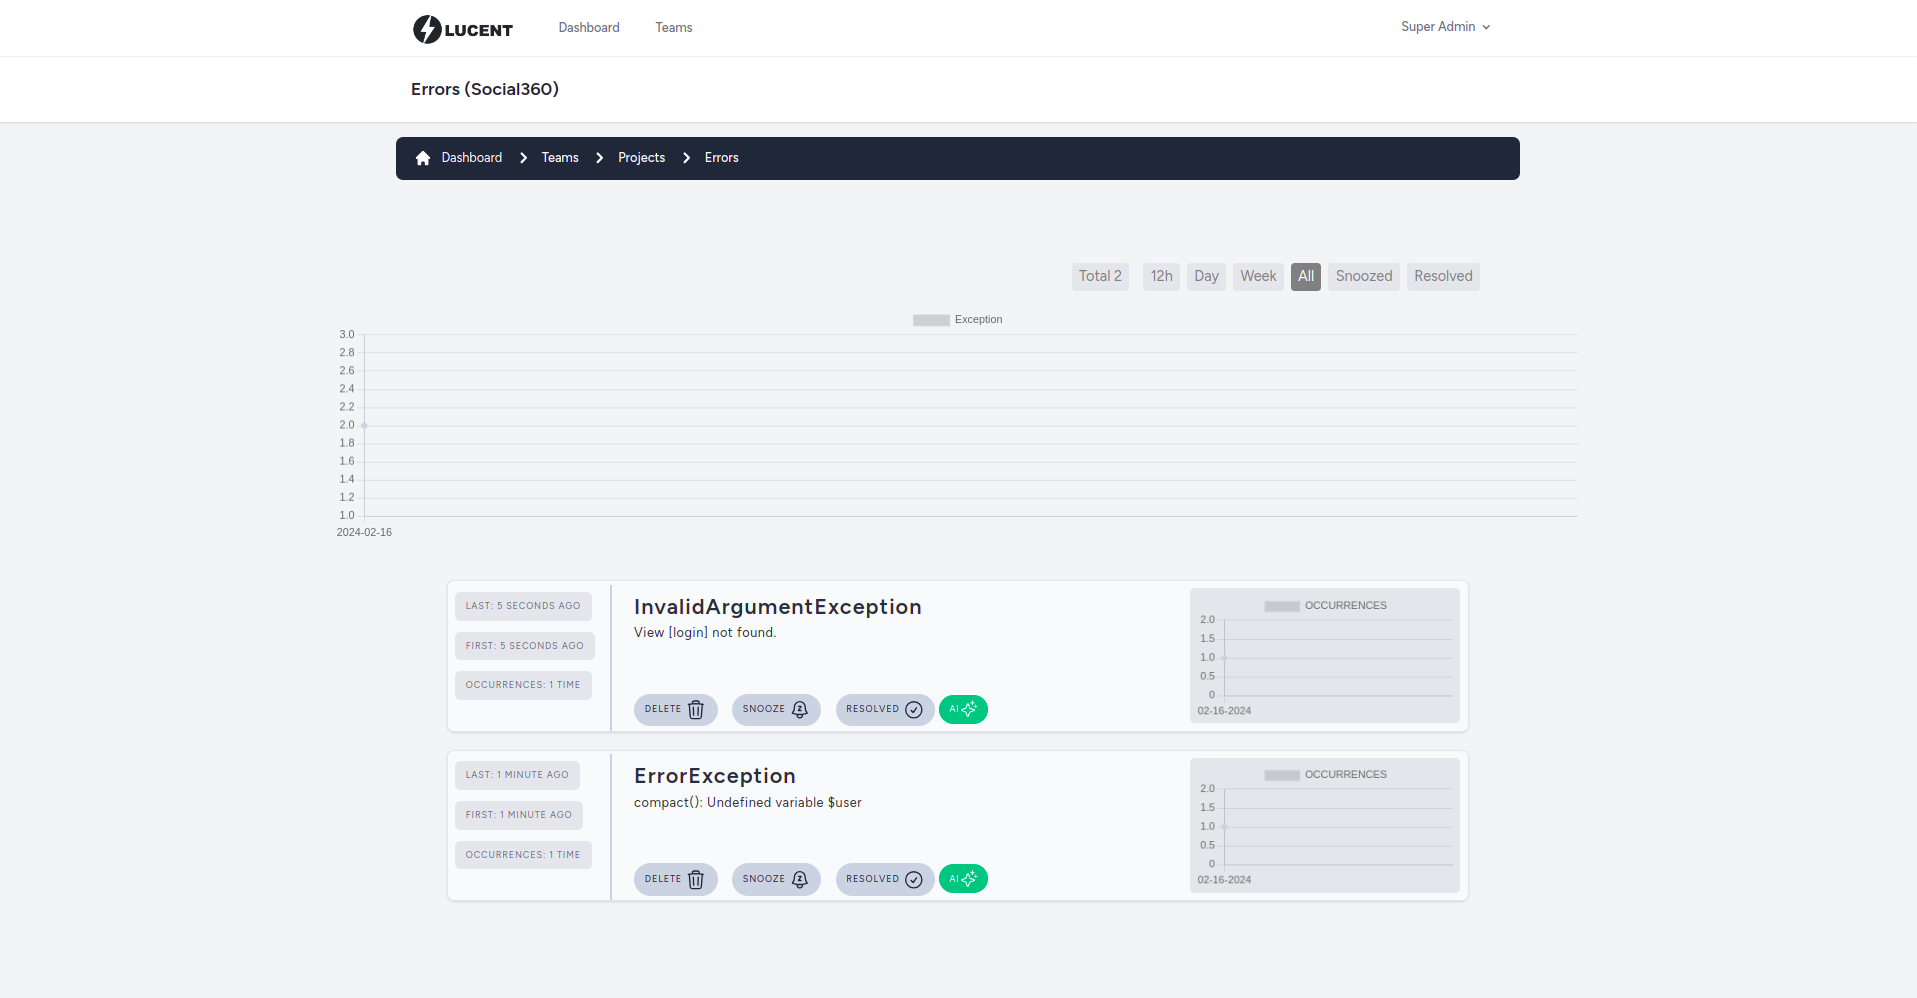 LUCENT Dashboard Teams Super Admin
Errors (Social360)
Dashboard Teams Projects Errors
Total 2 12h Day Week All Snoozed Resolved
Exception
3.0
2.8
2.6
2.4
2.2
2.0
1.8
1.6
1.4
1.2
1.0
2024-02-16
LAST: 5 SECONDS AGO
FIRST: 5 SECONDS AGO
OCCURRENCES: 1 TIME
InvalidArgumentException
View [login] not found.
DELETE SNOOZE RESOLVED AI
OCCURRENCES
2.0
1.5
1.0
0.5
0
02-16-2024
LAST: 1 MINUTE AGO
FIRST: 1 MINUTE AGO
OCCURRENCES: 1 TIME
ErrorException
compact(): Undefined variable $user
DELETE SNOOZE RESOLVED AI
OCCURRENCES
2.0
1.5
1.0
0.5
0
02-16-2024